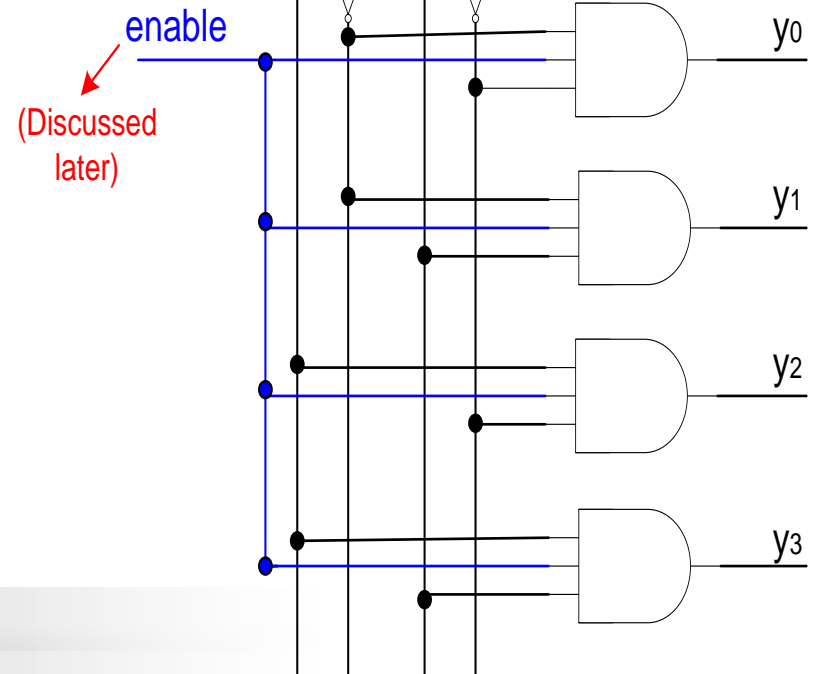 enable
(Discussed
later)
y0
y1
y2
y3